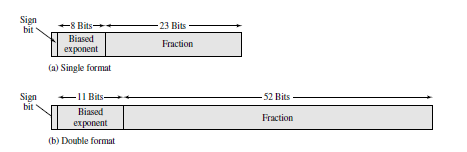 Sign
bit
8 Bits
23 Bits
Biased
exponent
Fraction
(a) Single format
Sign
bit
11 Bits
52 Bits
Biased
exponent
Fraction
(b) Double format